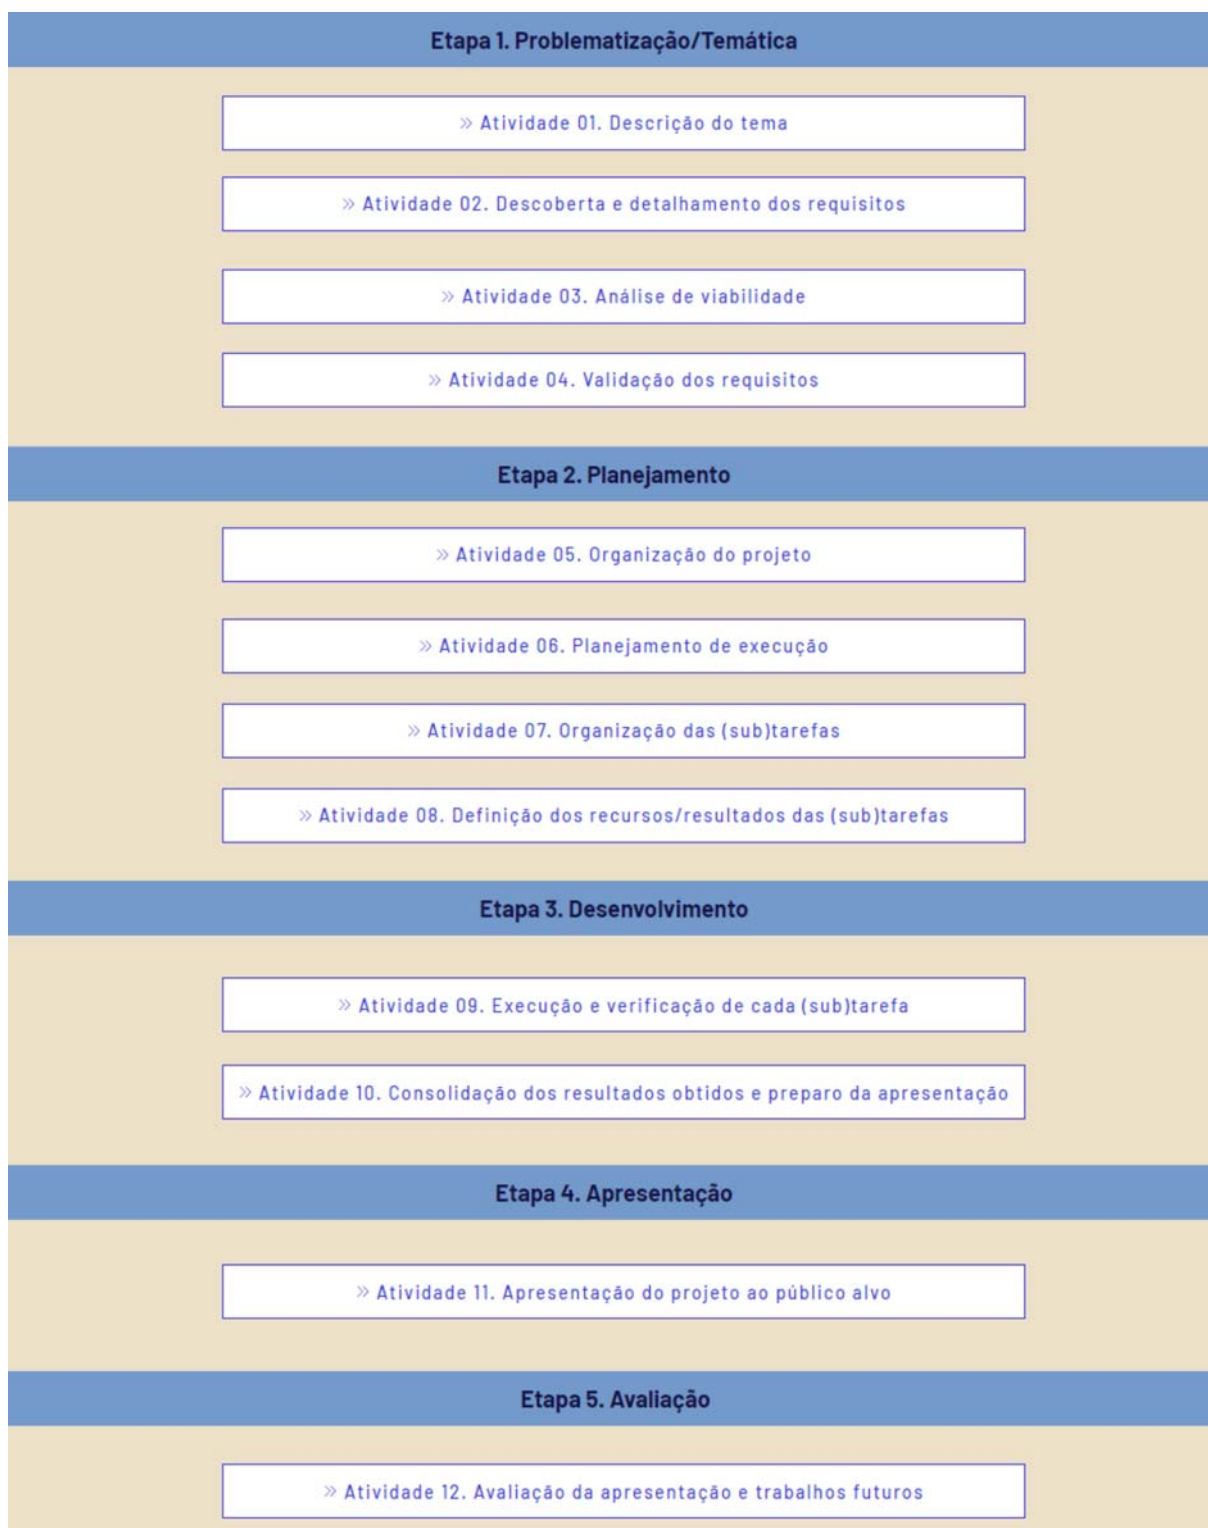 Etapa 1. Problematização/Temática
» Atividade 01. Descrição do tema
» Atividade 02. Descoberta e detalhamento dos requisitos
» Atividade 03. Análise de viabilidade
» Atividade 04. Validação dos requisitos
Etapa 2. Planejamento
» Atividade 05. Organização do projeto
» Atividade 06. Planejamento de execução
» Atividade 07. Organização das (sub)tarefas
» Atividade 08. Definição dos recursos/resultados das (sub)tarefas
Etapa 3. Desenvolvimento
» Atividade 09. Execução e verificação de cada (sub)tarefa
» Atividade 10. Consolidação dos resultados obtidos e preparo da apresentação
Etapa 4. Apresentação
» Atividade 11. Apresentação do projeto ao público alvo
Etapa 5. Avaliação
» Atividade 12. Avaliação da apresentação e trabalhos futuros